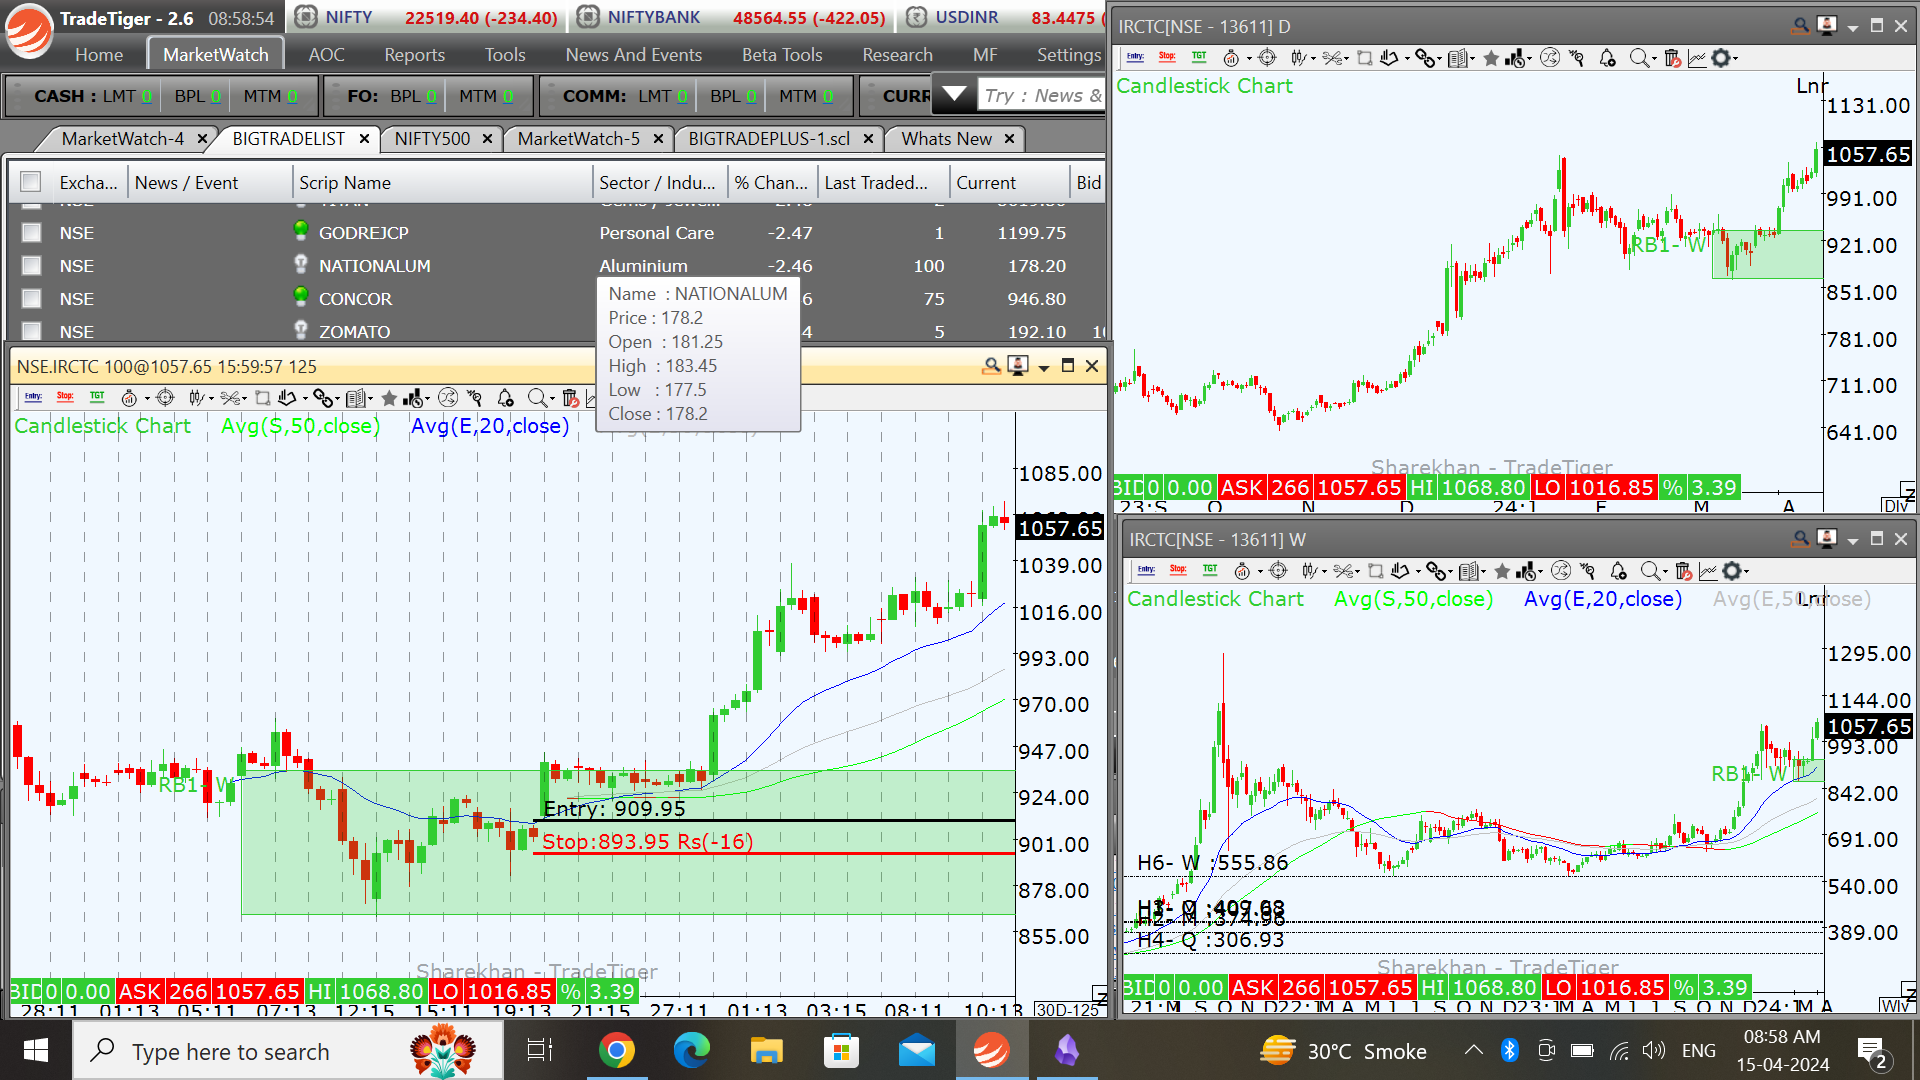 TradeTiger - 2.6 08:58:54 NIFTY 22519.40 (-234.40) NIFTYBANK 48564.55 (-422.05) USDINR 83.4475 (
Home MarketWatch AOC Reports Tools News And Events Beta Tools Research MF Settings
CASH : LMT 0 BPL 0 MTM 0 FO: BPL 0 MTM 0 COMM: LMT 0 BPL 0 MTM 0 CURR Try : News &
MarketWatch-4 BIGTRADELIST NIFTY500 MarketWatch-5 BIGTRADEPLUS-1.scl Whats New
Excha... News / Event Scrip Name Sector / Indu... % Chan... Last Traded... Current Bid
NSE GODREJCP Personal Care -2.47 1 1199.75
NSE NATIONALUM Aluminium -2.46 100 178.20
NSE CONCOR 6 75 946.80
NSE ZOMATO 4 5 192.10
Name : NATIONALUM
Price : 178.2
Open : 181.25
High : 183.45
Low : 177.5
Close : 178.2
NSE.IRCTC 100@1057.65 15:59:57 125
Entry: Stop: TGT
Candlestick Chart Avg(S,50,close) Avg(E,20,close)
1085.00
1057.65
1039.00
1016.00
993.00
970.00
947.00
924.00
901.00
878.00
855.00
RB1- W
Entry: 909.95
Stop:893.95 Rs(-16)
Sharekhan - TradeTiger
BID 0 0.00 ASK 266 1057.65 HI 1068.80 LO 1016.85 % 3.39
28:11 01:13 05:11 07:13 12:15 15:11 19:13 21:15 27:11 01:13 03:15 08:11 10:13 30D-125
IRCTC[NSE - 13611] D
Entry: Stop: TGT
Candlestick Chart Lnr
1131.00
1057.65
991.00
921.00
851.00
781.00
711.00
641.00
RB1- W
Sharekhan - TradeTiger
BID 0 0.00 ASK 266 1057.65 HI 1068.80 LO 1016.85 % 3.39
23:S O N D 24:1 F M A Dly
IRCTC[NSE - 13611] W
Entry: Stop: TGT
Candlestick Chart Avg(S,50,close) Avg(E,20,close) Avg(E,50,close) Lnr
1295.00
1144.00
1057.65
993.00
842.00
691.00
540.00
389.00
RB1- W
H6- W :555.86
H4- Q :306.93
Sharekhan - TradeTiger
BID 0 0.00 ASK 266 1057.65 HI 1068.80 LO 1016.85 % 3.39
Wly
Type here to search
30°C Smoke
ENG
08:58 AM
15-04-2024
2